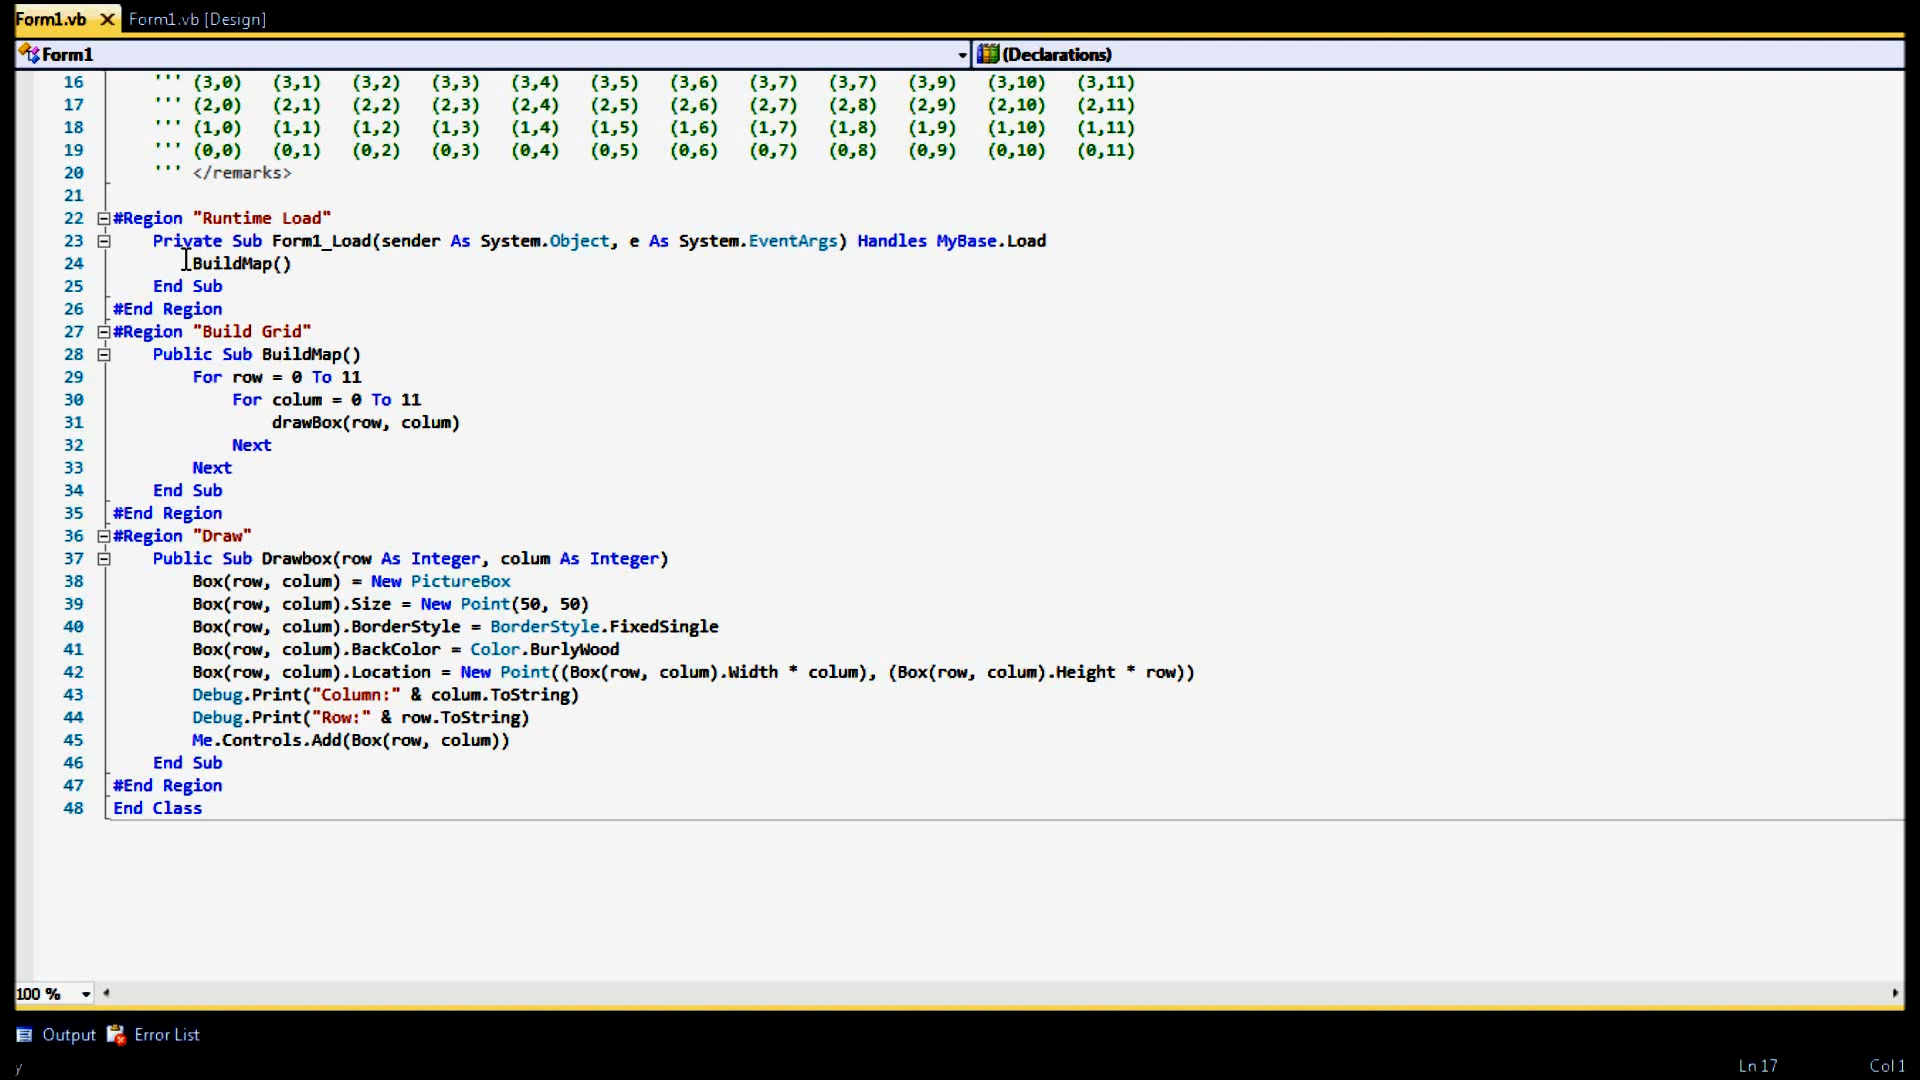 Form1.vb × Form1.vb [Design]
Form1 (Declarations)
16 ''' (3,0) (3,1) (3,2) (3,3) (3,4) (3,5) (3,6) (3,7) (3,7) (3,9) (3,10) (3,11)
17 ''' (2,0) (2,1) (2,2) (2,3) (2,4) (2,5) (2,6) (2,7) (2,8) (2,9) (2,10) (2,11)
18 ''' (1,0) (1,1) (1,2) (1,3) (1,4) (1,5) (1,6) (1,7) (1,8) (1,9) (1,10) (1,11)
19 ''' (0,0) (0,1) (0,2) (0,3) (0,4) (0,5) (0,6) (0,7) (0,8) (0,9) (0,10) (0,11)
20 ''' </remarks>
21
22 #Region "Runtime Load"
23 Private Sub Form1_Load(sender As System.Object, e As System.EventArgs) Handles MyBase.Load
24 BuildMap()
25 End Sub
26 #End Region
27 #Region "Build Grid"
28 Public Sub BuildMap()
29 For row = 0 To 11
30 For colum = 0 To 11
31 drawBox(row, colum)
32 Next
33 Next
34 End Sub
35 #End Region
36 #Region "Draw"
37 Public Sub Drawbox(row As Integer, colum As Integer)
38 Box(row, colum) = New PictureBox
39 Box(row, colum).Size = New Point(50, 50)
40 Box(row, colum).BorderStyle = BorderStyle.FixedSingle
41 Box(row, colum).BackColor = Color.BurlyWood
42 Box(row, colum).Location = New Point((Box(row, colum).Width * colum), (Box(row, colum).Height * row))
43 Debug.Print("Column:" & colum.ToString)
44 Debug.Print("Row:" & row.ToString)
45 Me.Controls.Add(Box(row, colum))
46 End Sub
47 #End Region
48 End Class
100 %
Output Error List
y Ln 17 Col 1